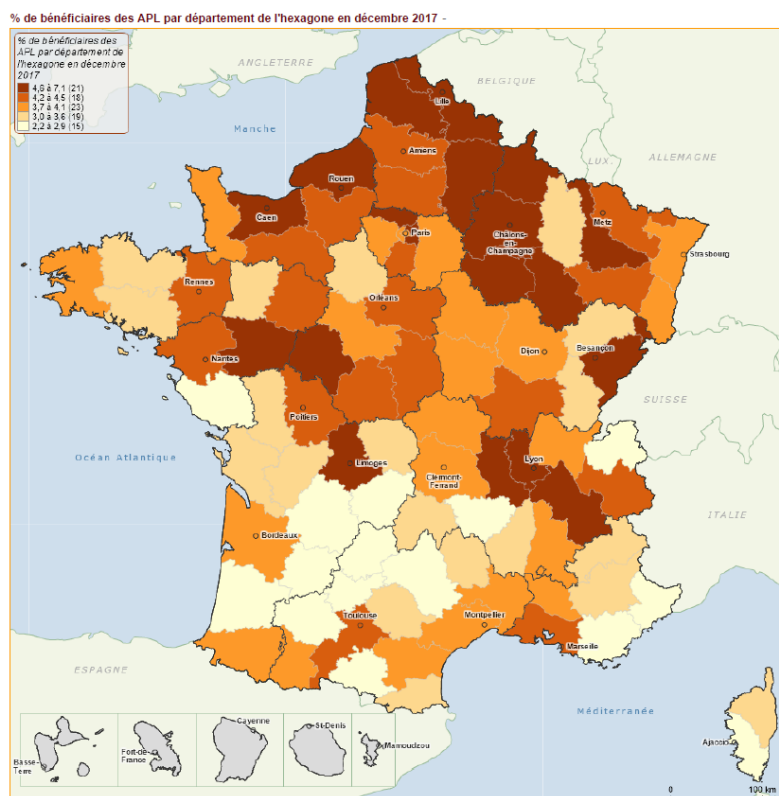 % de bénéficiaires des APL par département de l'hexagone en décembre 2017 -
% de bénéficiaires des
APL par département de
l'hexagone en décembre
2017
4,6 à 7,1 (21)
4,2 à 4,5 (18)
3,7 à 4,1 (23)
3,0 à 3,6 (19)
2,2 à 2,9 (15)
ANGLETERRE
BELGIQUE
Lille
Manche
Amiens
LUX.
ALLEMAGNE
Rouen
Caen
Metz
Paris
Châlons-
en-
Champagne
Strasbourg
Rennes
Orléans
Dijon
Besançon
Nantes
SUISSE
Poitiers
Océan Atlantique
Limoges
Lyon
Clermont-
Ferrand
ITALIE
Bordeaux
Toulouse
Montpellier
Marseille
ESPAGNE
Méditerranée
Cayenne
St-Denis
Basse-
Terre
Fort-de-
France
Mamoudzou
Ajaccio
0
100 km